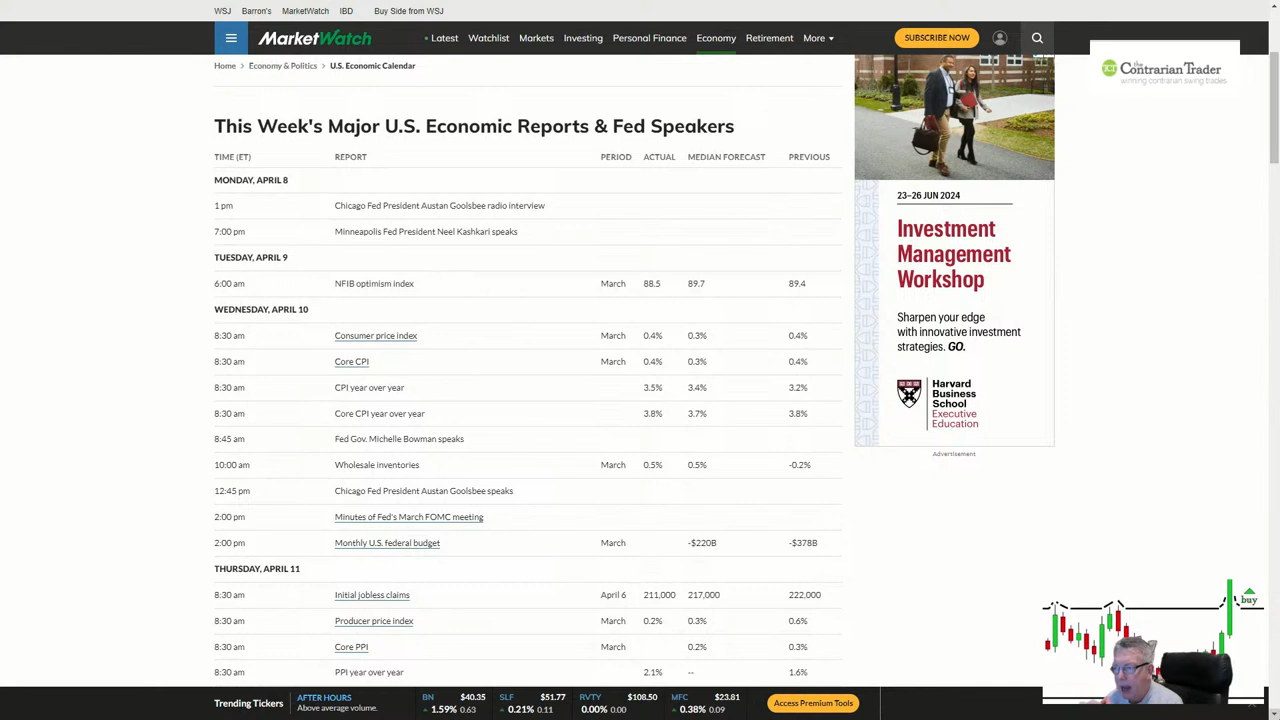 WSJ Barron's MarketWatch IBD Buy Side from WSJ
MarketWatch Latest Watchlist Markets Investing Personal Finance Economy Retirement More SUBSCRIBE NOW
Home Economy & Politics U.S. Economic Calendar
This Week's Major U.S. Economic Reports & Fed Speakers
TIME (ET) REPORT PERIOD ACTUAL MEDIAN FORECAST PREVIOUS
MONDAY, APRIL 8
1 pm Chicago Fed President Austan Goolsbee radio interview
7:00 pm Minneapolis Fed President Neel Kashkari speaks
TUESDAY, APRIL 9
6:00 am NFIB optimism index March 88.5 89.7 89.4
WEDNESDAY, APRIL 10
8:30 am Consumer price index March 0.4% 0.3% 0.4%
8:30 am Core CPI March 0.4% 0.3% 0.4%
8:30 am CPI year over year 3.5% 3.4% 3.2%
8:30 am Core CPI year over year 3.8% 3.7% 3.8%
8:45 am Fed Gov. Michelle Bowman speaks
10:00 am Wholesale inventories March 0.5% 0.5% -0.2%
12:45 pm Chicago Fed President Austan Goolsbee speaks
2:00 pm Minutes of Fed's March FOMC meeting
2:00 pm Monthly U.S. federal budget March -$220B -$378B
THURSDAY, APRIL 11
8:30 am Initial jobless claims April 6 211,000 217,000 222,000
8:30 am Producer price index March 0.2% 0.3% 0.6%
8:30 am Core PPI March 0.2% 0.3%
8:30 am PPI year over year 2.1% -- 1.6%
23–26 JUN 2024
Investment
Management
Workshop
Sharpen your edge
with innovative investment
strategies. GO.
Harvard
Business
School
Executive
Education
Advertisement
the
Contrarian Trader
winning contrarian swing trades
buy
Trending Tickers
AFTER HOURS
Above average volume.
BN $40.35
1.59%
SLF $51.77
RVTY $108.50
0.00% 0.00
MFC $23.81
0.38% 0.09
Access Premium Tools